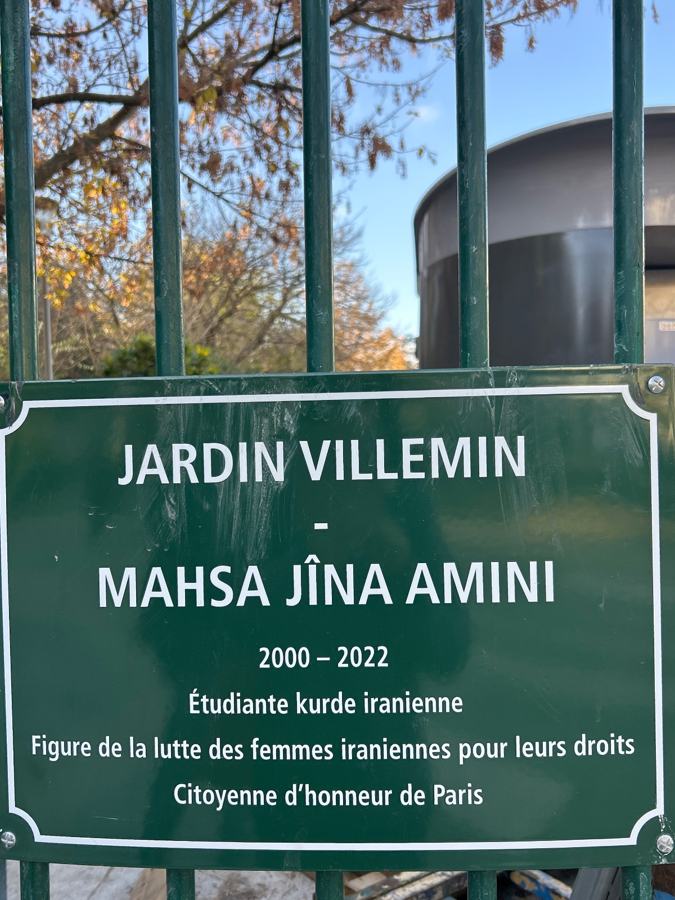 JARDIN VILLEMIN
-
MAHSA JÎNA AMINI
2000 – 2022
Étudiante kurde iranienne
Figure de la lutte des femmes iraniennes pour leurs droits
Citoyenne d'honneur de Paris